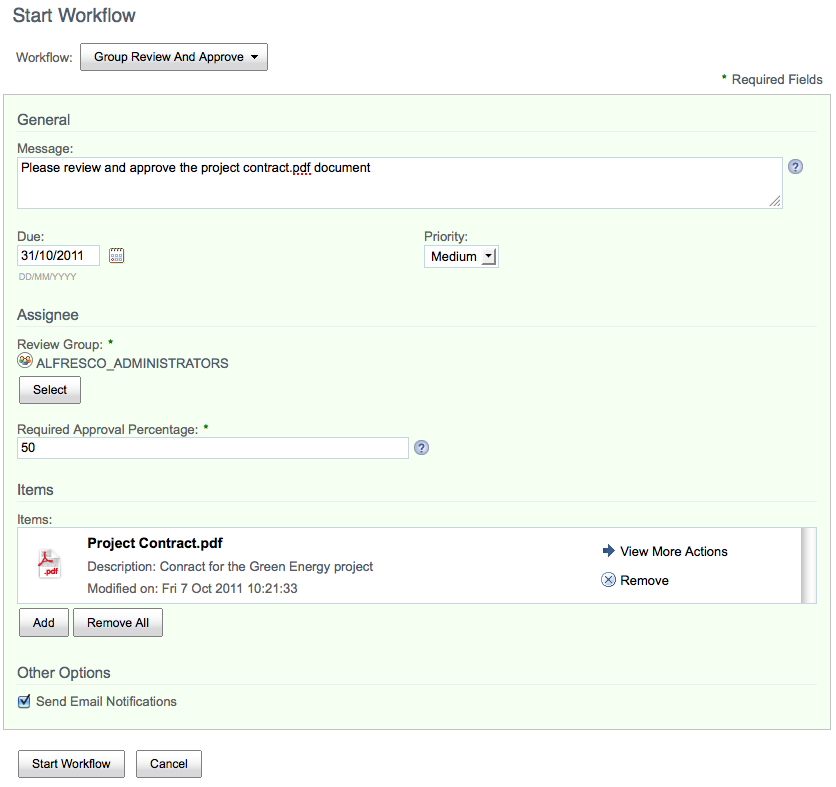 Start Workflow
Workflow: Group Review And Approve
* Required Fields
General
Message:
Please review and approve the project contract.pdf document
?
Due: Priority:
31/10/2011 Medium
DD/MM/YYYY
Assignee
Review Group: *
ALFRESCO_ADMINISTRATORS
Select
Required Approval Percentage: *
50 ?
Items
Items:
Project Contract.pdf
.pdf
Description: Conract for the Green Energy project
Modified on: Fri 7 Oct 2011 10:21:33
View More Actions
Remove
Add Remove All
Other Options
Send Email Notifications
Start Workflow Cancel